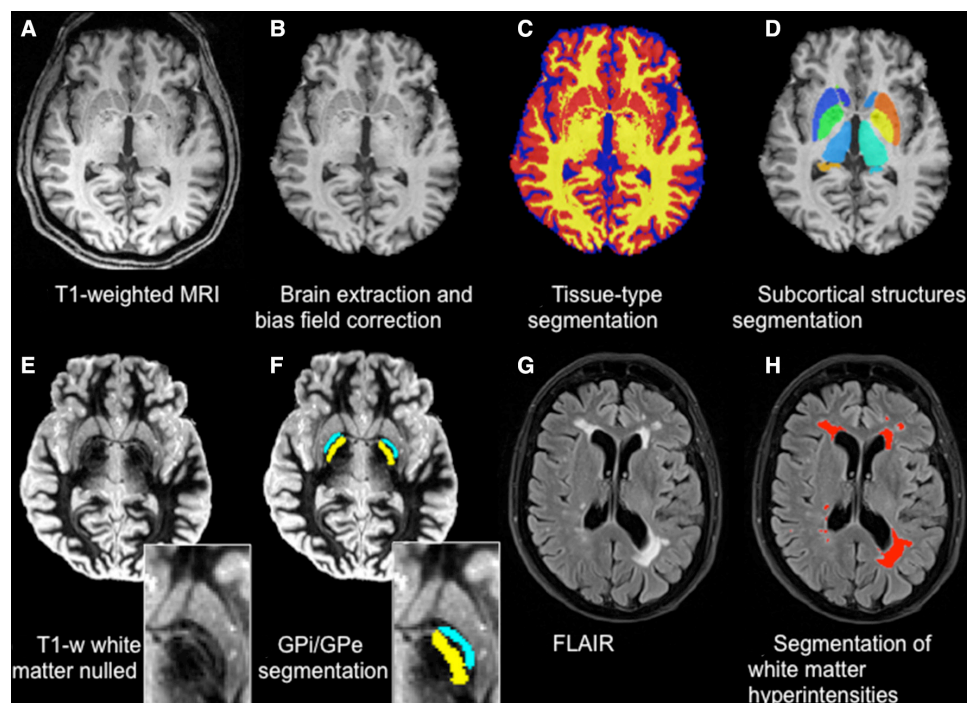 A
B
C
D
T1-weighted MRI
Brain extraction and
bias field correction
Tissue-type
segmentation
Subcortical structures
segmentation
E
F
G
H
T1-w white
matter nulled
GPi/GPe
segmentation
FLAIR
Segmentation of
white matter
hyperintensities